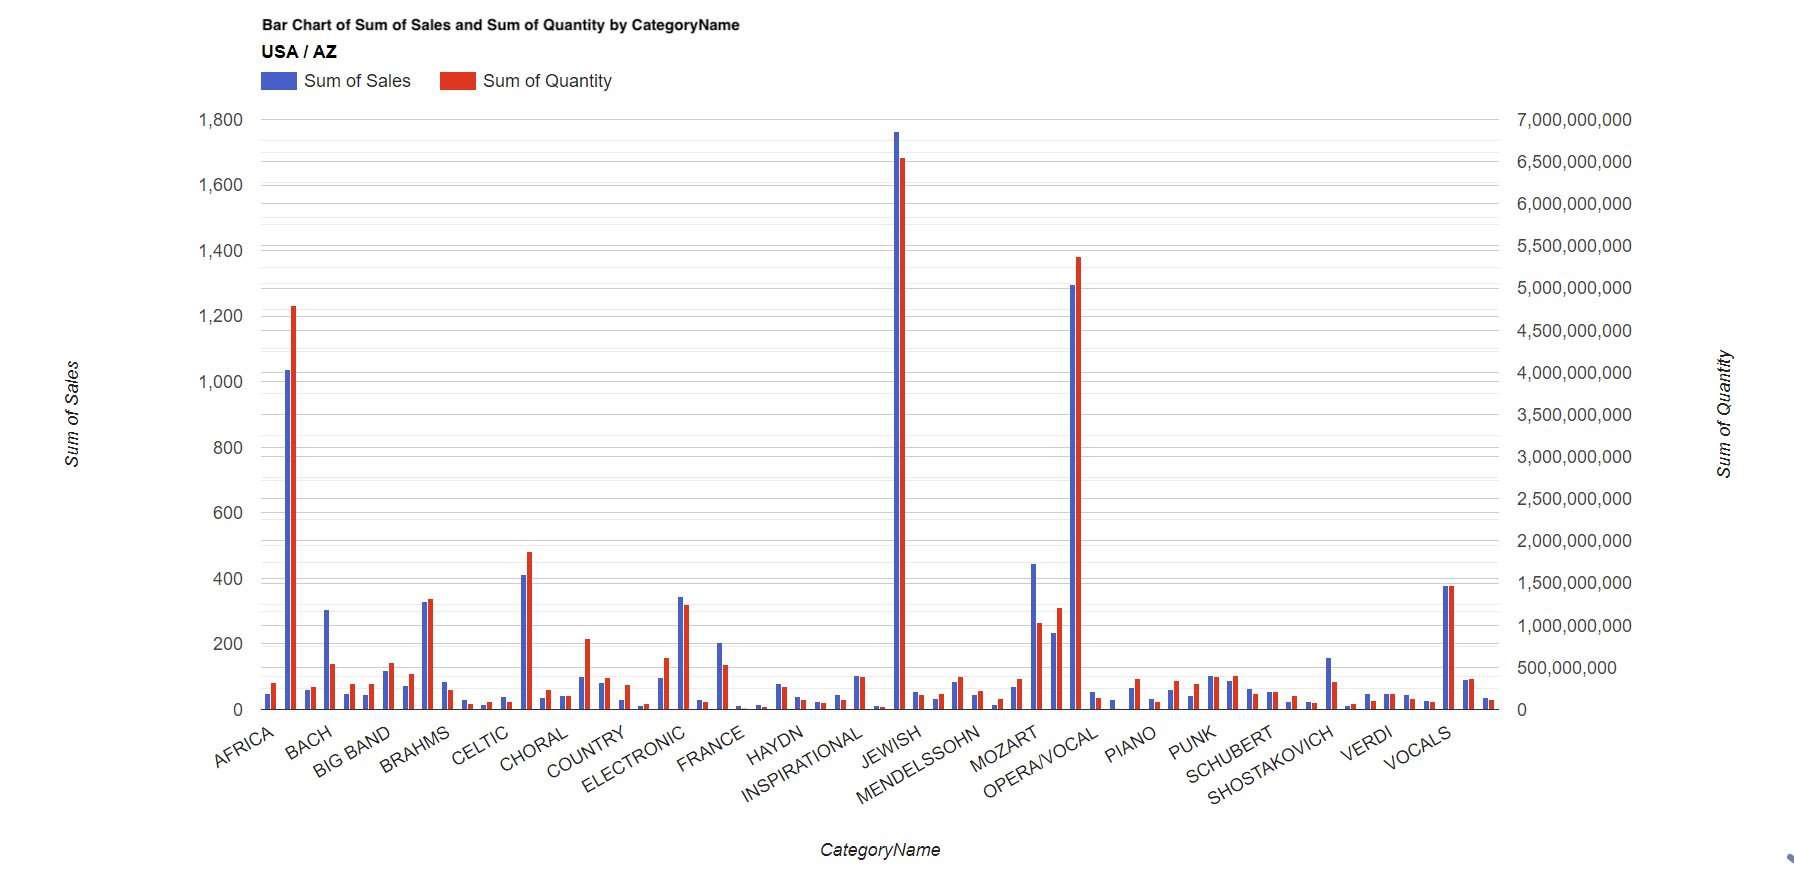 Bar Chart of Sum of Sales and Sum of Quantity by CategoryName
USA / AZ
Sum of Sales
Sum of Quantity
1,800
1,600
1,400
1,200
1,000
800
600
400
200
0
Sum of Sales
7,000,000,000
6,500,000,000
6,000,000,000
5,500,000,000
5,000,000,000
4,500,000,000
4,000,000,000
3,500,000,000
3,000,000,000
2,500,000,000
2,000,000,000
1,500,000,000
1,000,000,000
500,000,000
0
Sum of Quantity
AFRICA
BACH
BIG BAND
BRAHMS
CELTIC
CHORAL
COUNTRY
ELECTRONIC
FRANCE
HAYDN
INSPIRATIONAL
JEWISH
MENDELSSOHN
MOZART
OPERA/VOCAL
PIANO
PUNK
SCHUBERT
SHOSTAKOVICH
VERDI
VOCALS
CategoryName